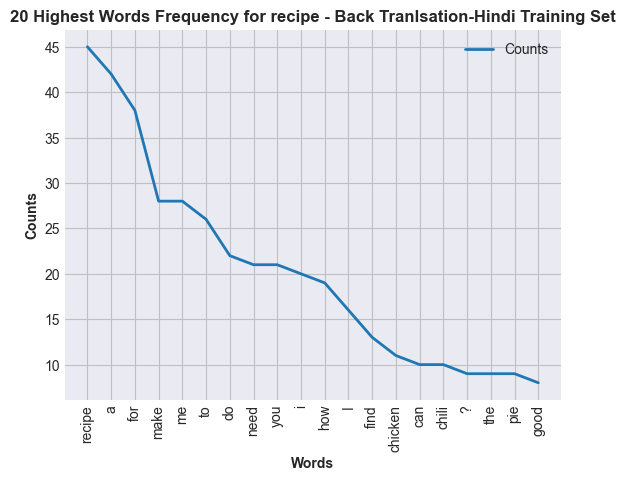 20 Highest Words Frequency for recipe - Back Tranlsation-Hindi Training Set
Counts
45
40
35
30
25
20
15
10
Counts
recipe
a
for
make
me
to
do
need
you
i
how
I
find
chicken
can
chili
?
the
pie
good
Words